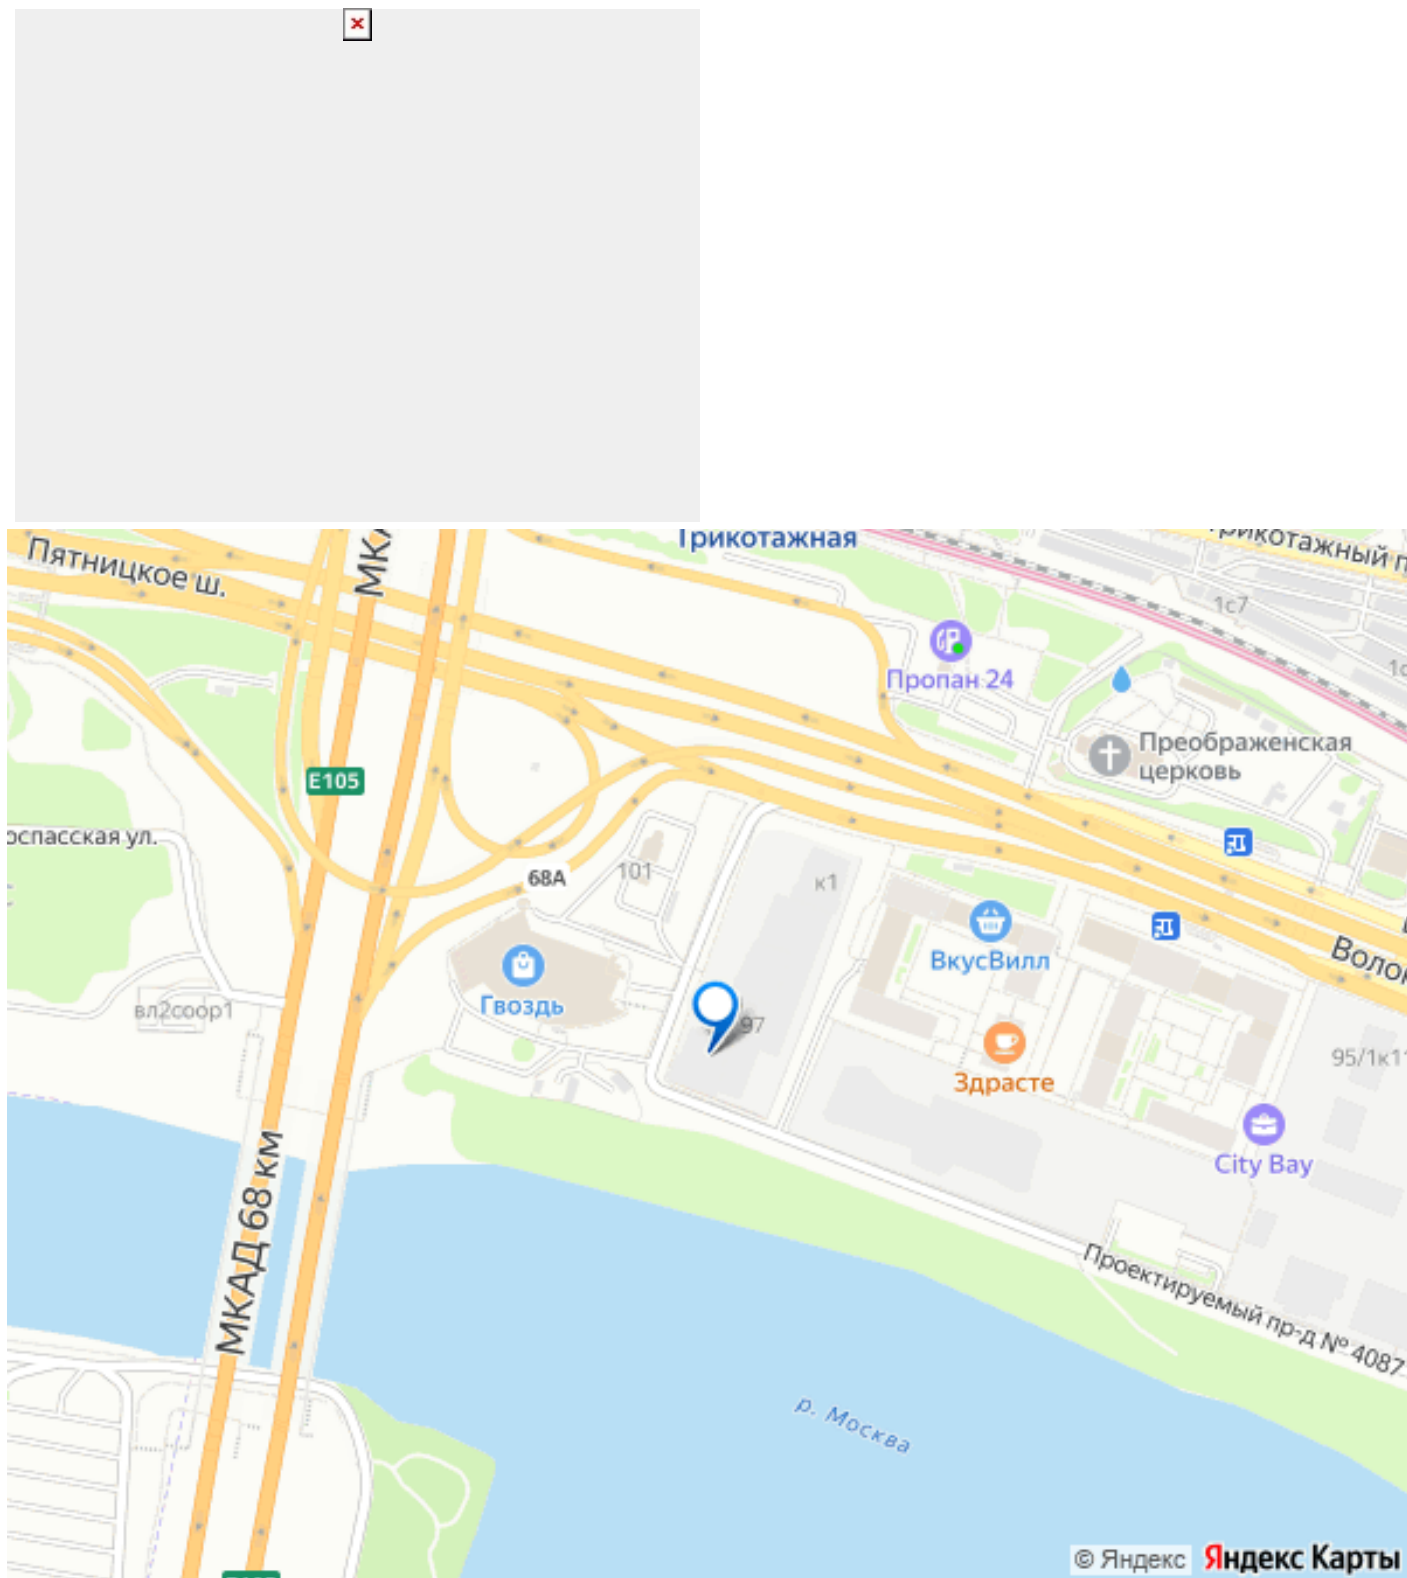 Трикотажная
Пятницкое ш.
1с7
Пропан 24
Преображенская
церковь
E105
68А
101
к1
ВкусВилл
Гвоздь
вл2соор1
97
95/1к11
Здрасте
City Bay
МКАД 68 км
Проектируемый пр-д № 4087
р. Москва
© Яндекс Яндекс Карты